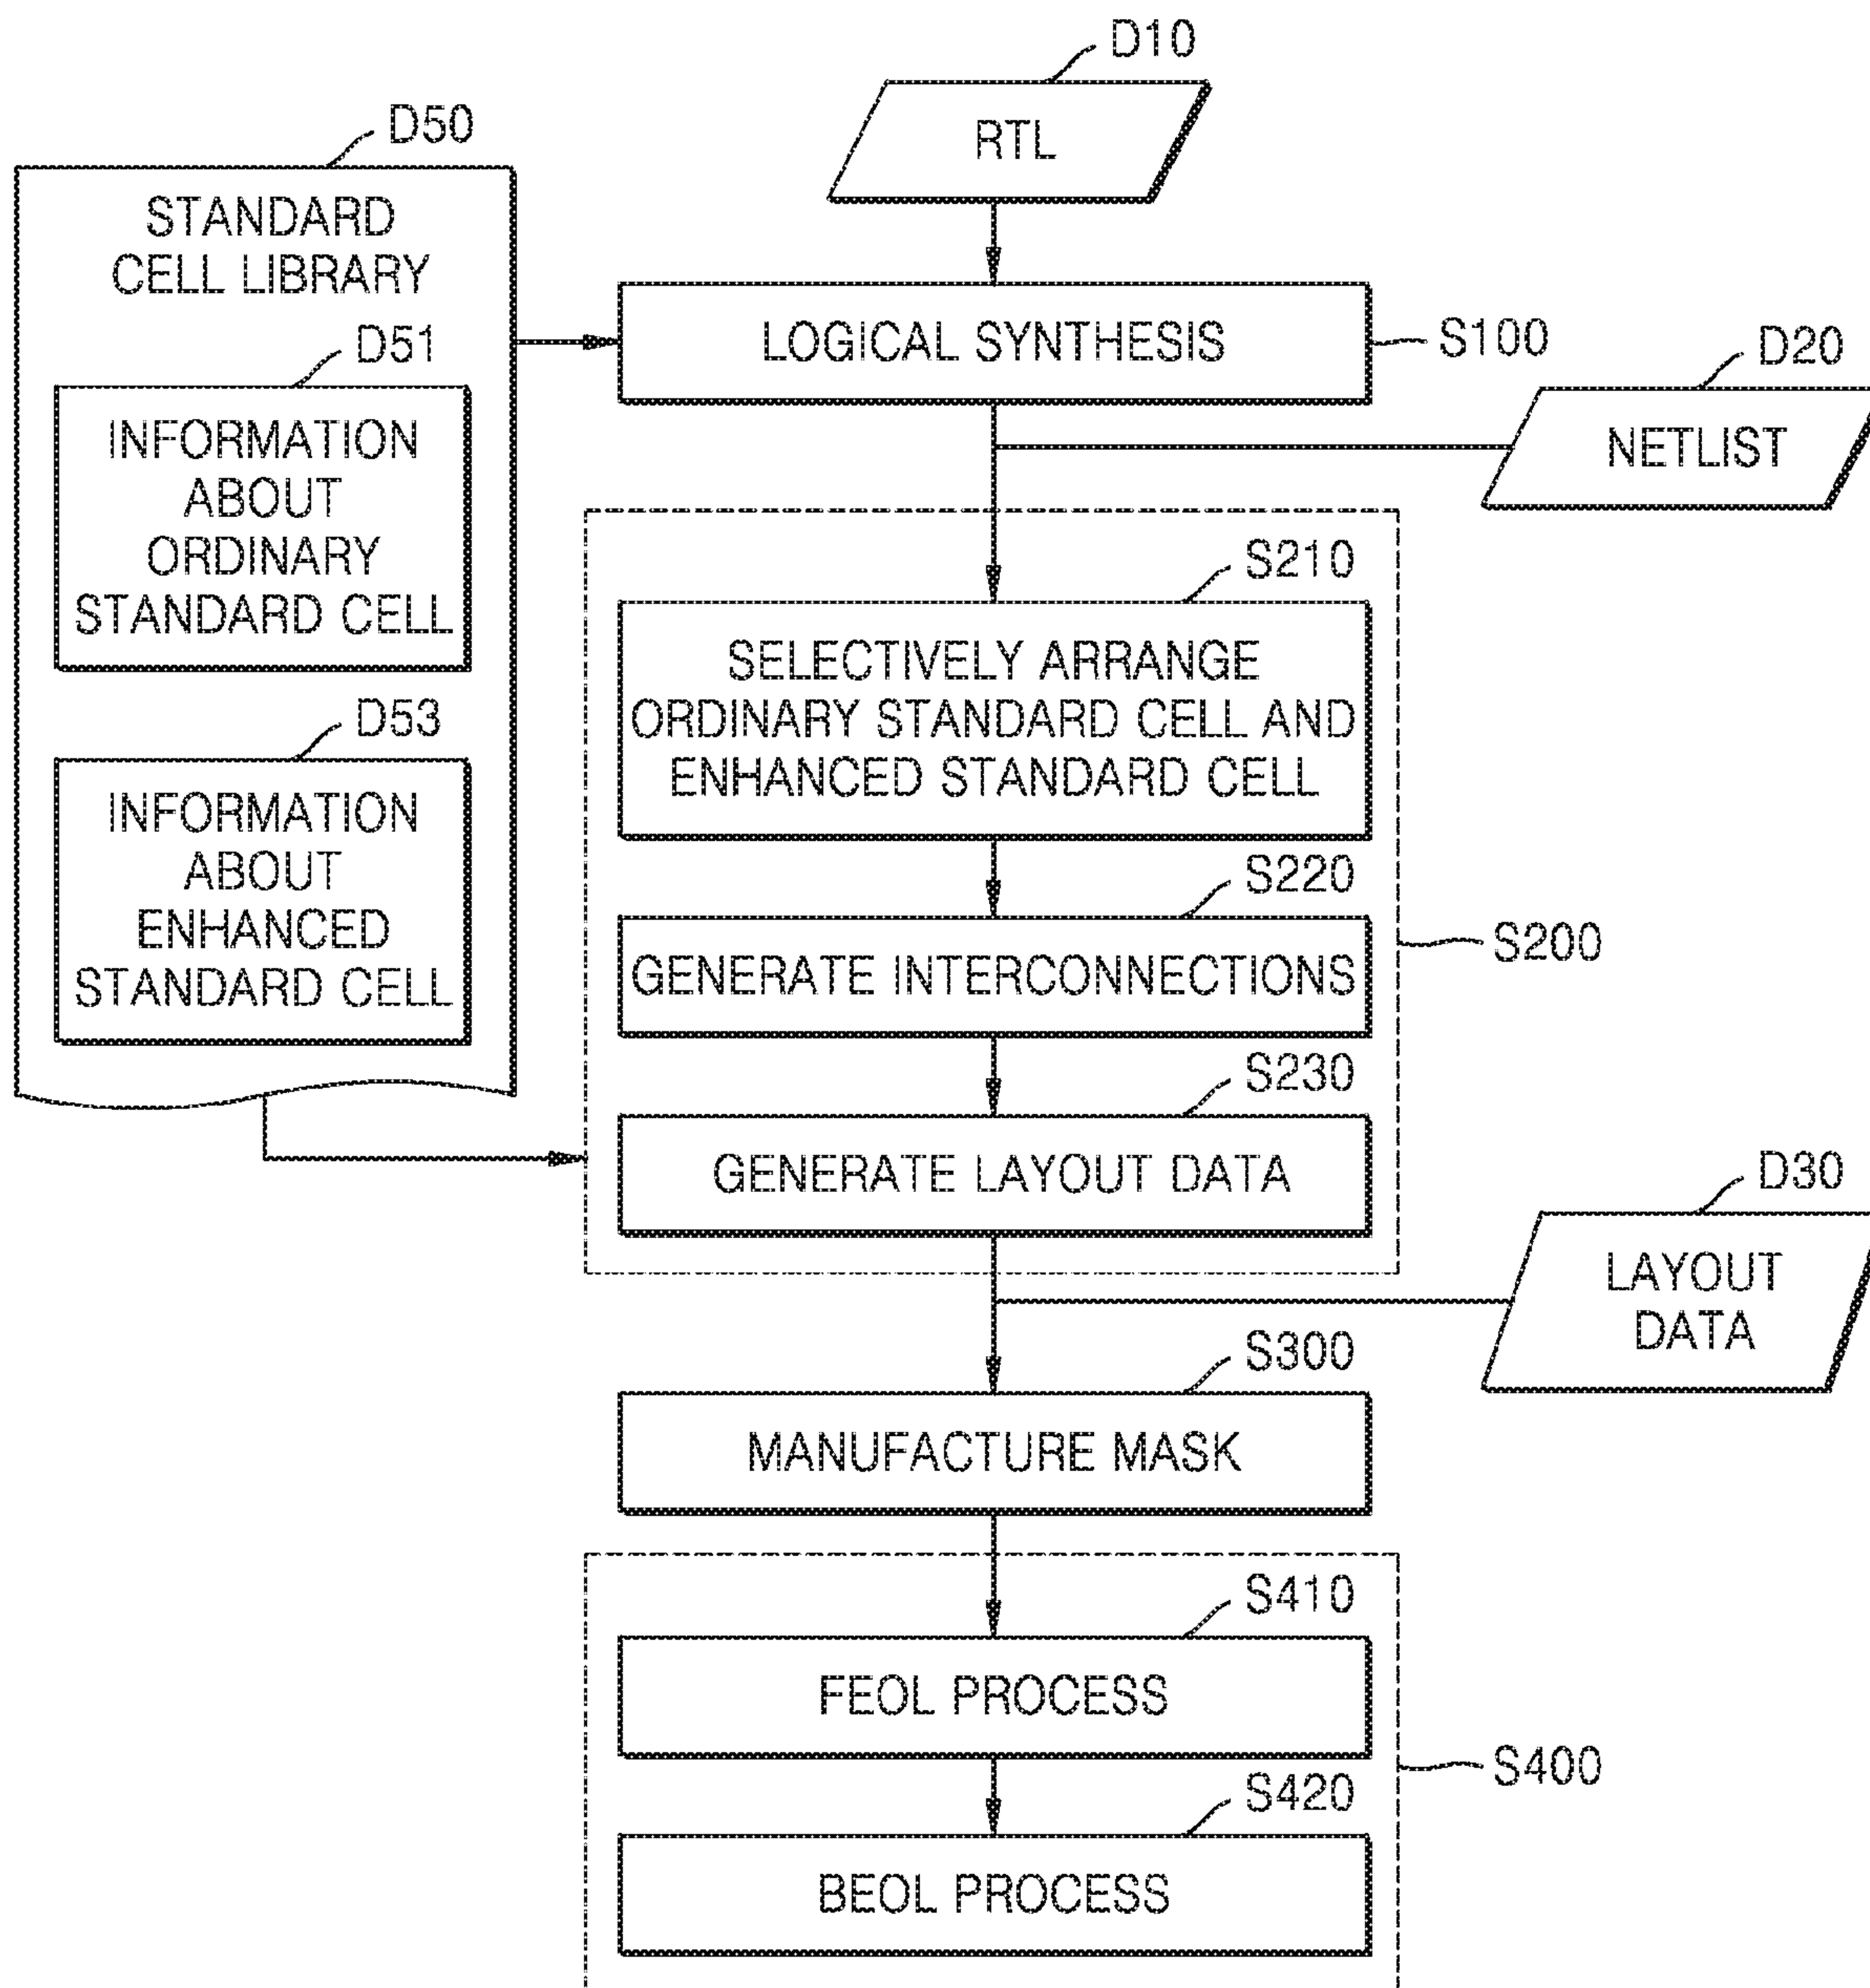 D10
RTL
D50
STANDARD
CELL LIBRARY
D51
INFORMATION
ABOUT
ORDINARY
STANDARD CELL
D53
INFORMATION
ABOUT
ENHANCED
STANDARD CELL
LOGICAL SYNTHESIS
S100
D20
NETLIST
S210
SELECTIVELY ARRANGE
ORDINARY STANDARD CELL AND
ENHANCED STANDARD CELL
S220
GENERATE INTERCONNECTIONS
S200
S230
GENERATE LAYOUT DATA
D30
LAYOUT
DATA
S300
MANUFACTURE MASK
S410
FEOL PROCESS
S400
S420
BEOL PROCESS